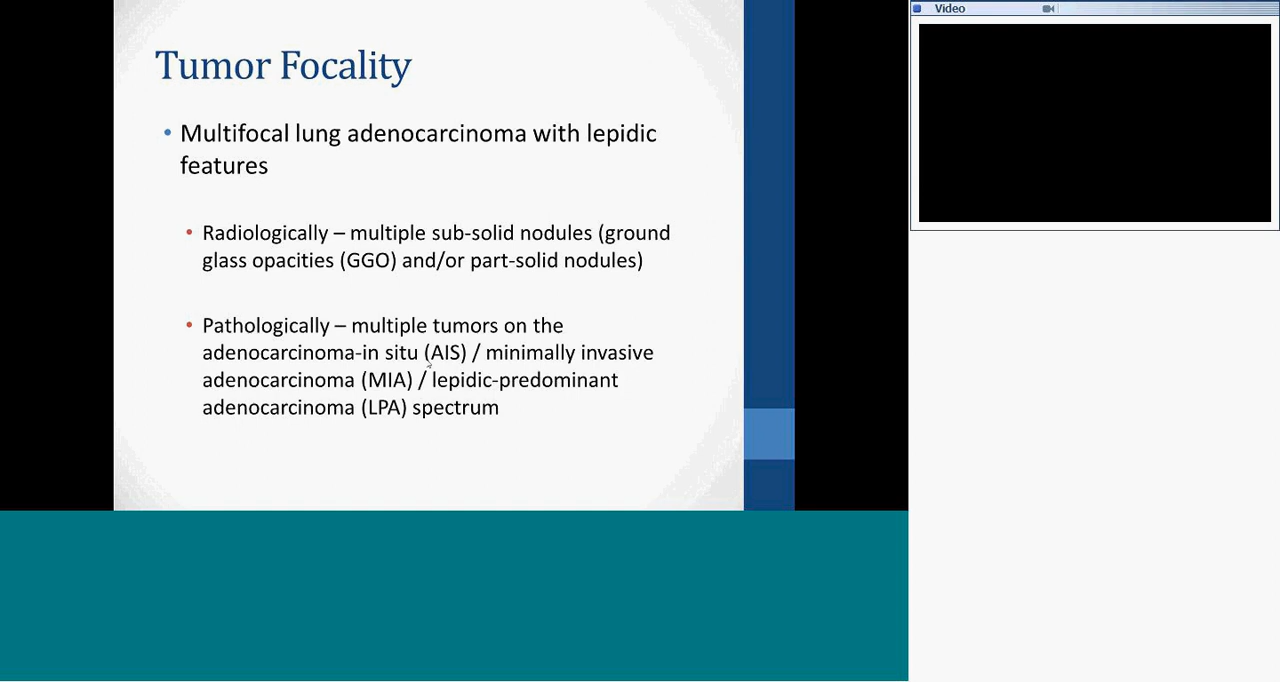 Video
Tumor Focality
• Multifocal lung adenocarcinoma with lepidic
features
• Radiologically – multiple sub-solid nodules (ground
glass opacities (GGO) and/or part-solid nodules)
• Pathologically – multiple tumors on the
adenocarcinoma-in situ (AIS) / minimally invasive
adenocarcinoma (MIA) / lepidic-predominant
adenocarcinoma (LPA) spectrum